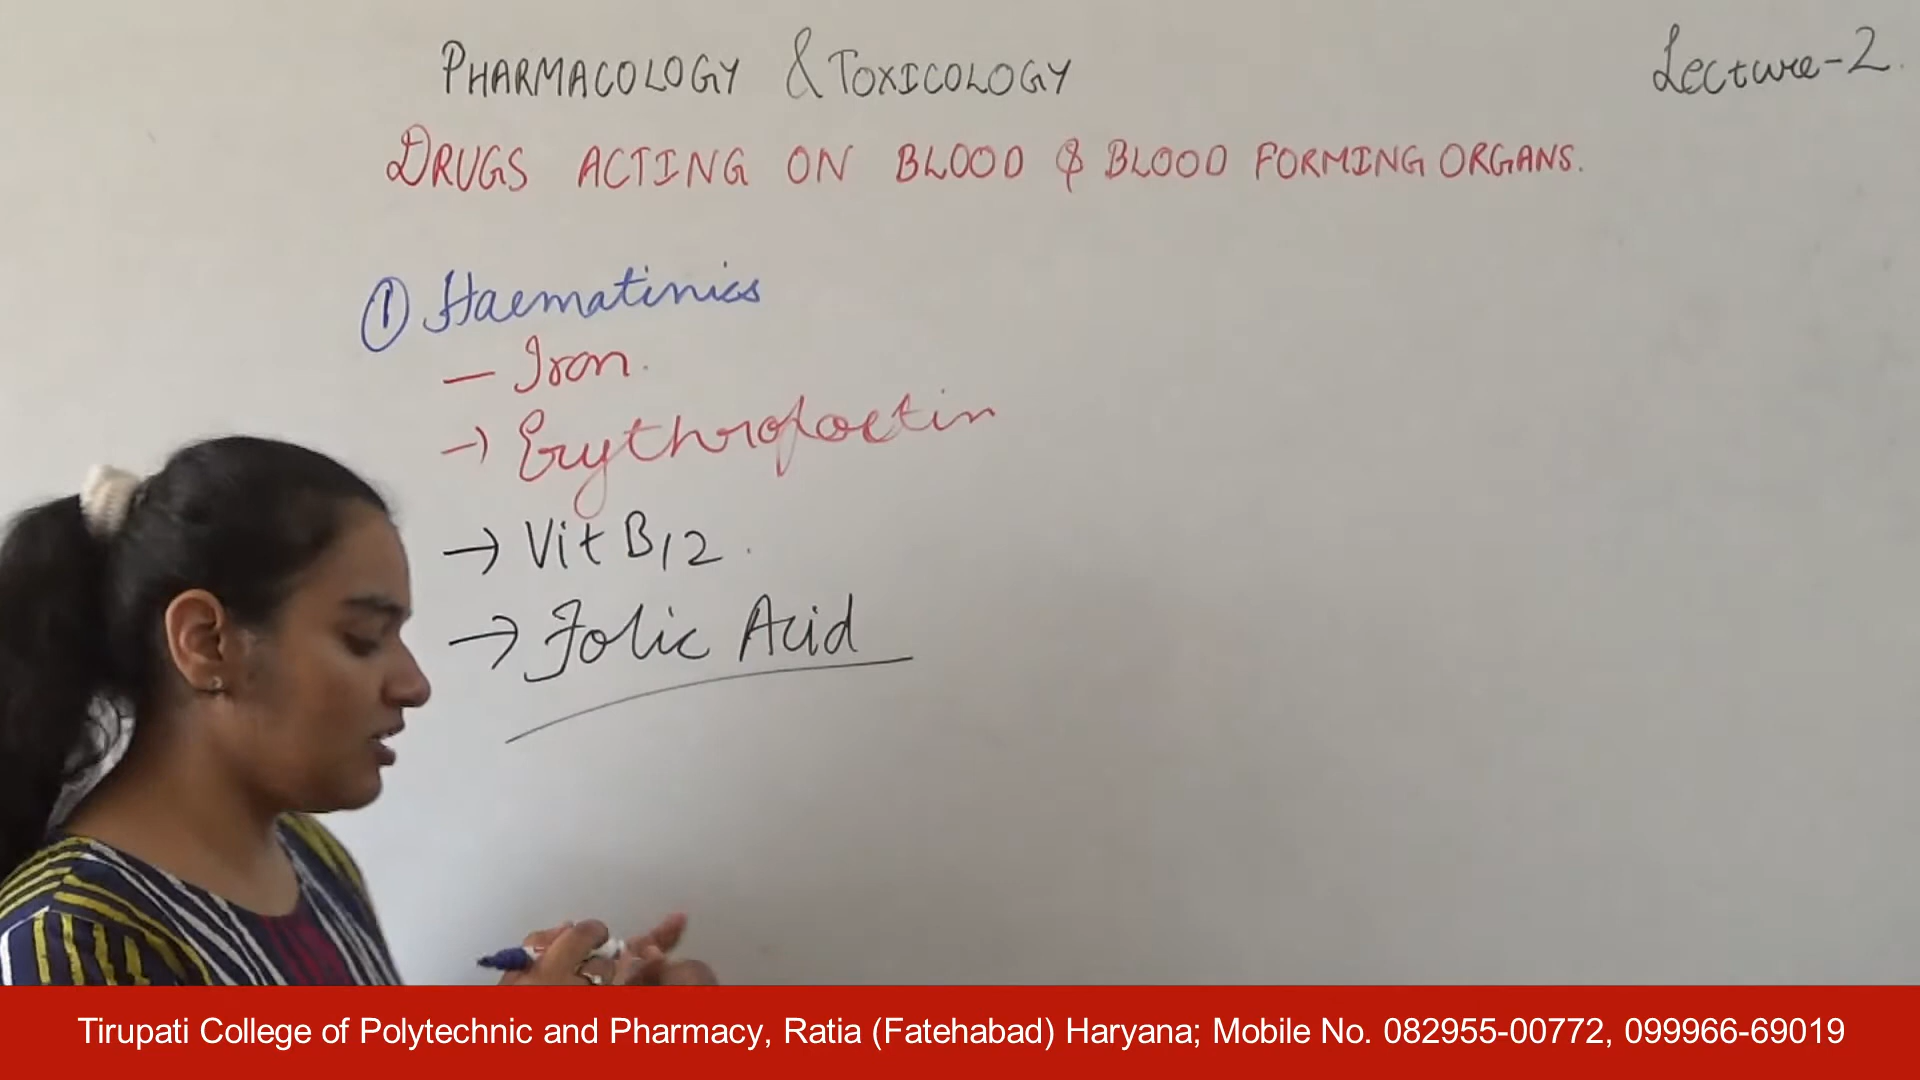 PHARMACOLOGY & TOXICOLOGY
Lecture-2.
DRUGS ACTING ON BLOOD & BLOOD FORMING ORGANS.
① Haematinics
— Iron.
→ Erythropoetin
→ Vit B12.
→ Folic Acid
Tirupati College of Polytechnic and Pharmacy, Ratia (Fatehabad) Haryana; Mobile No. 082955-00772, 099966-69019